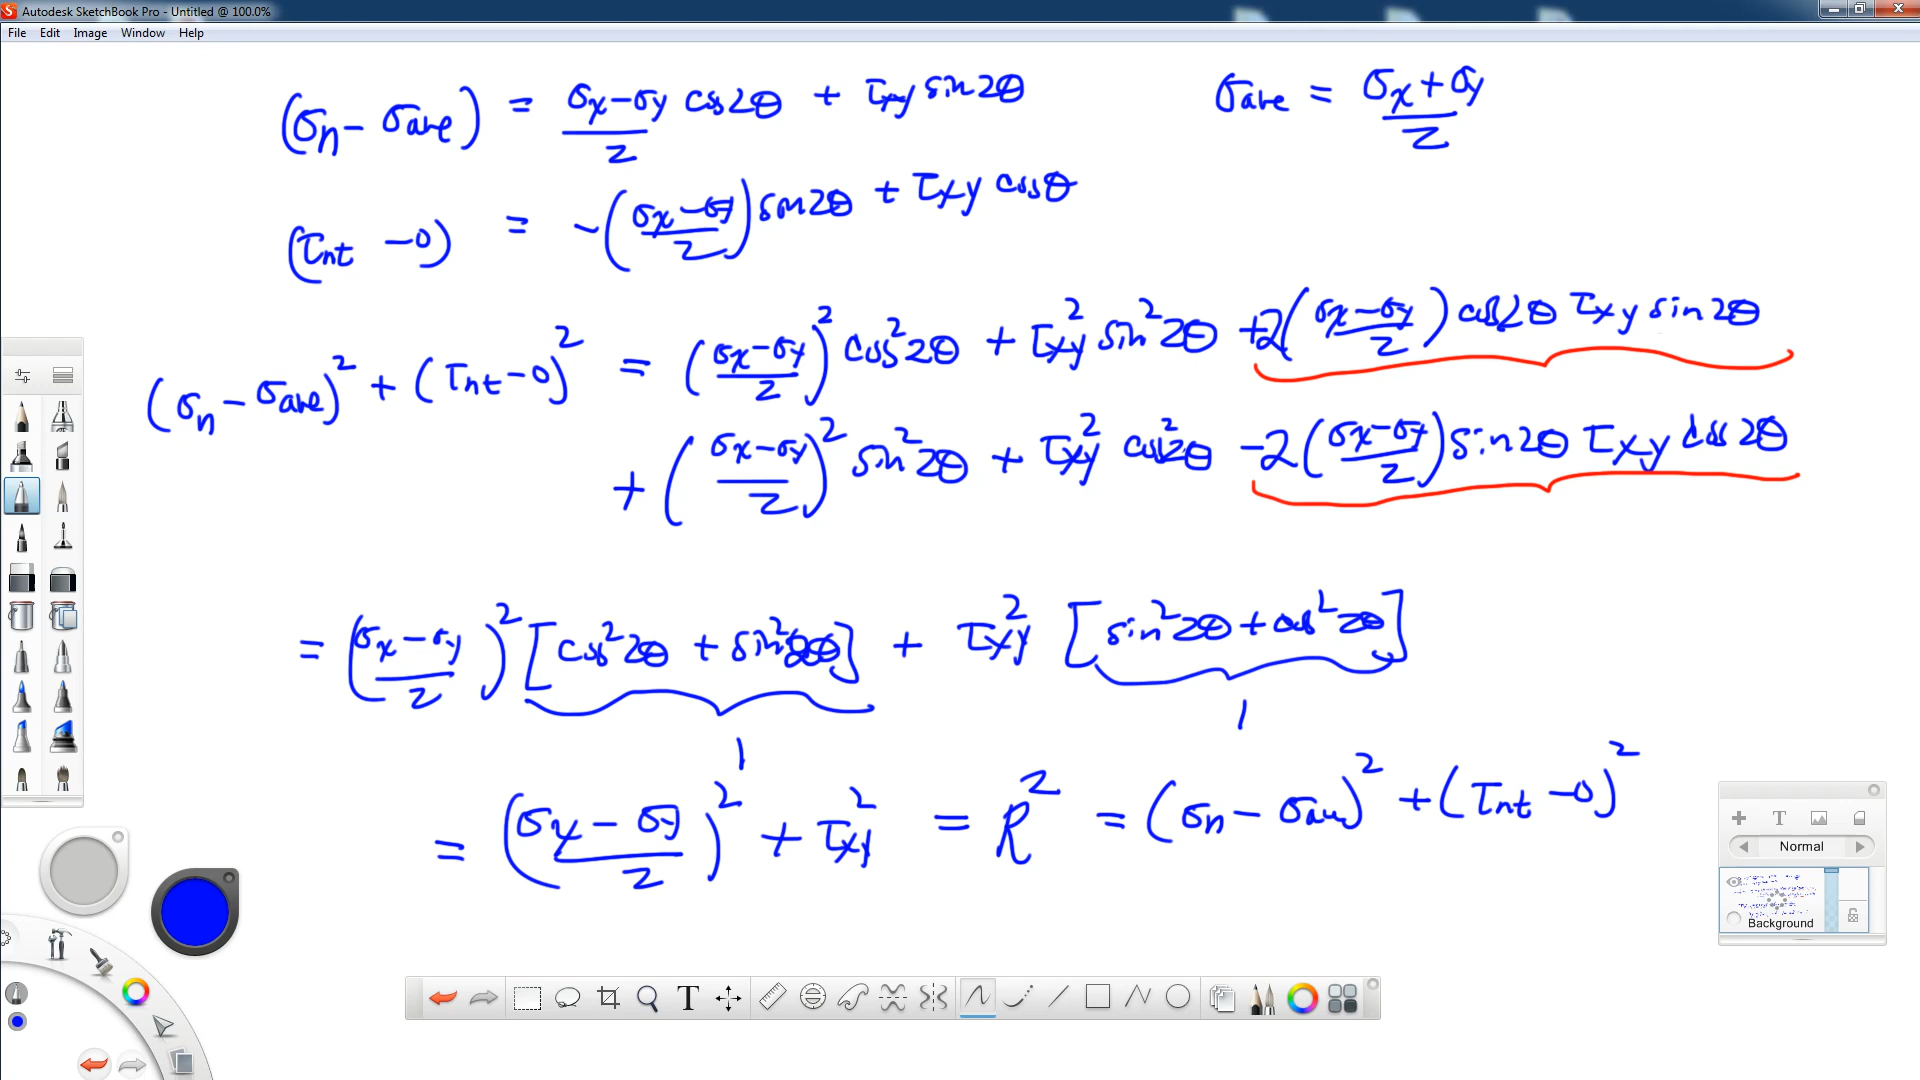 Autodesk SketchBook Pro - Untitled @ 100.0%
File Edit Image Window Help
(σn - σave) = σx-σy/2 cos2θ + τxy sin2θ
σave = σx+σy/2
(τnt -0) = -(σx-σy/2) sin2θ + τxy cosθ
(σn - σave)² + (τnt -0)² = (σx-σy/2)² cos²2θ + τxy² sin²2θ +2(σx-σy/2) cos2θ τxy sin2θ
+ (σx-σy/2)² sin²2θ + τxy² cos²2θ -2(σx-σy/2) sin2θ τxy cos2θ
= (σx-σy/2)² [cos²2θ + sin²2θ] + τxy² [sin²2θ + cos²2θ]
1
1
= (σx-σy/2)² + τxy² = R² = (σn - σave)² + (τnt -0)²
T
Normal
Background
T